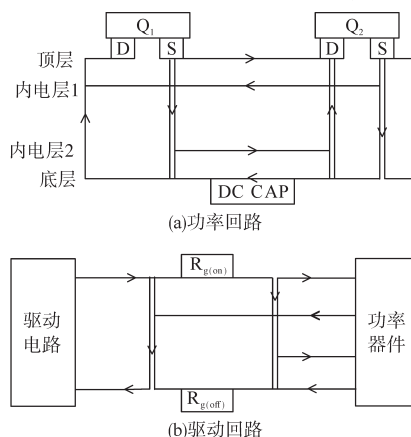 Q₁ Q₂
D S D S
顶层
内电层1
内电层2
底层
DC CAP
(a)功率回路
Rg(on)
驱动
电路
功率
器件
Rg(off)
(b)驱动回路